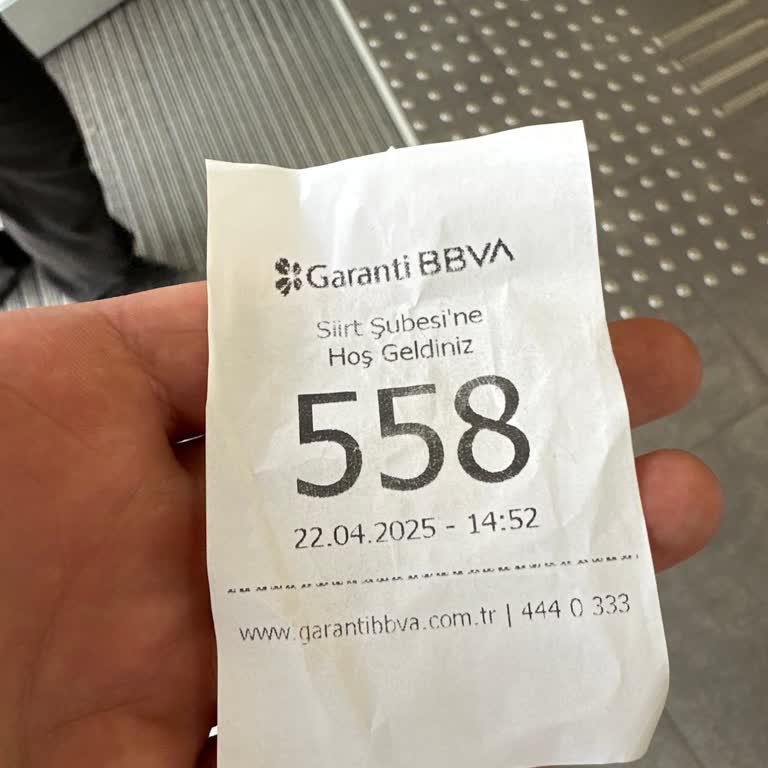 Garanti BBVA
Siirt Şubesi'ne
Hoş Geldiniz
558
22.04.2025 - 14:52
www.garantibbva.com.tr | 444 0 333